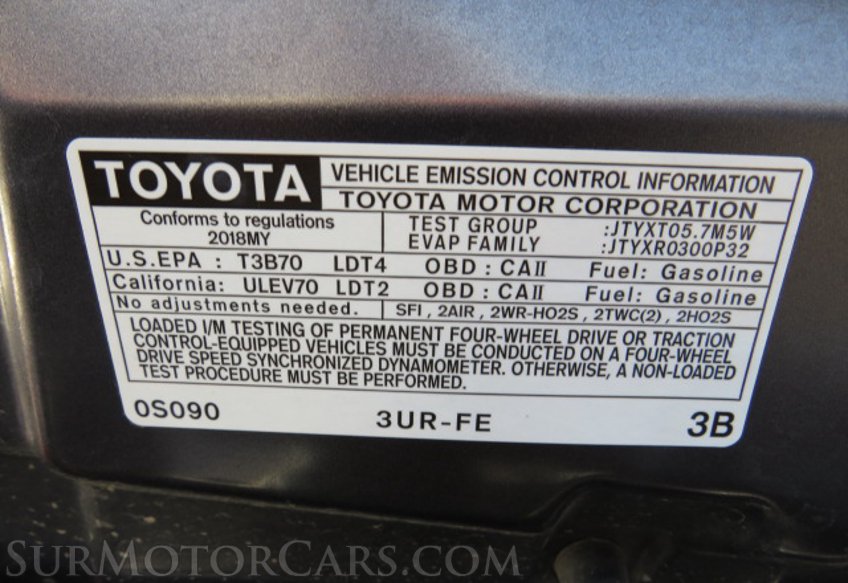 TOYOTA
VEHICLE EMISSION CONTROL INFORMATION
TOYOTA MOTOR CORPORATION
Conforms to regulations
2018MY
TEST GROUP :JTYXT05.7M5W
EVAP FAMILY :JTYXR0300P32
U.S.EPA : T3B70 LDT4 OBD : CAII Fuel: Gasoline
California: ULEV70 LDT2 OBD : CAII Fuel: Gasoline
No adjustments needed. SFI , 2AIR , 2WR-HO2S , 2TWC(2) , 2HO2S
LOADED I/M TESTING OF PERMANENT FOUR-WHEEL DRIVE OR TRACTION
CONTROL-EQUIPPED VEHICLES MUST BE CONDUCTED ON A FOUR-WHEEL
DRIVE SPEED SYNCHRONIZED DYNAMOMETER. OTHERWISE, A NON-LOADED
TEST PROCEDURE MUST BE PERFORMED.
0S090 3UR-FE 3B
SURMOTORCARS.COM